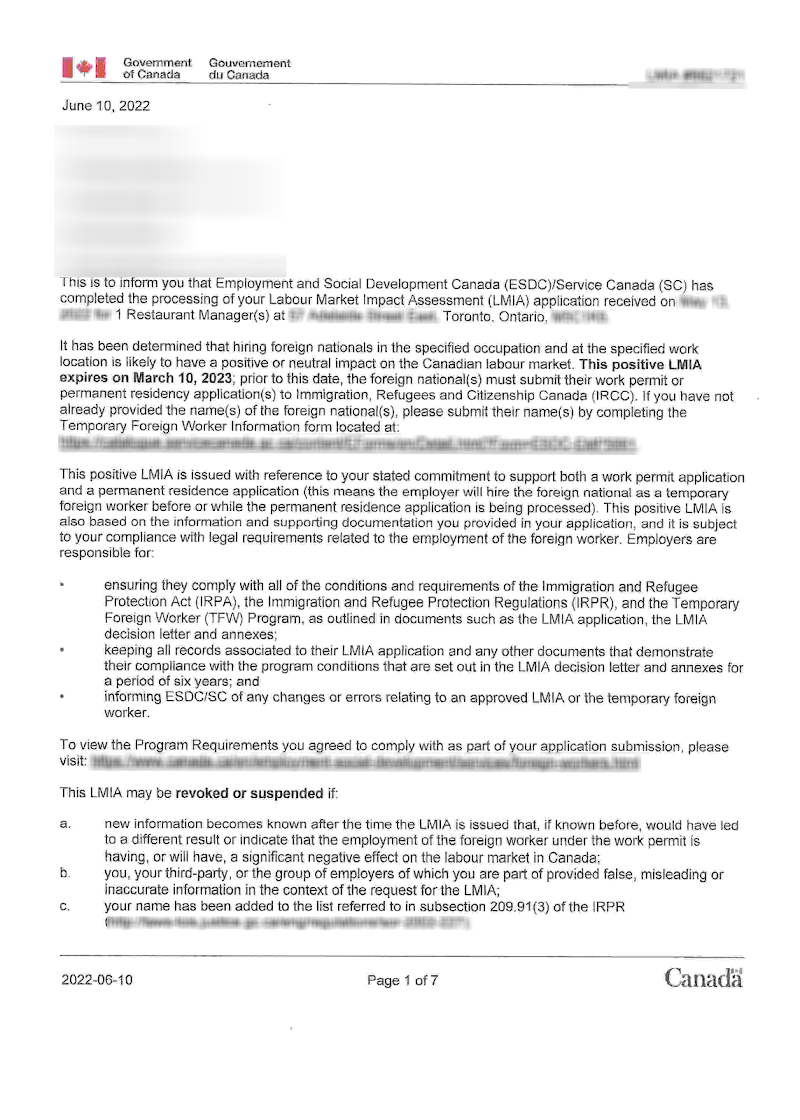 Government Gouvernement
of Canada du Canada
June 10, 2022
This is to inform you that Employment and Social Development Canada (ESDC)/Service Canada (SC) has
completed the processing of your Labour Market Impact Assessment (LMIA) application received on
1 Restaurant Manager(s) at Toronto, Ontario,
It has been determined that hiring foreign nationals in the specified occupation and at the specified work
location is likely to have a positive or neutral impact on the Canadian labour market. This positive LMIA
expires on March 10, 2023; prior to this date, the foreign national(s) must submit their work permit or
permanent residency application(s) to Immigration, Refugees and Citizenship Canada (IRCC). If you have not
already provided the name(s) of the foreign national(s), please submit their name(s) by completing the
Temporary Foreign Worker Information form located at:
This positive LMIA is issued with reference to your stated commitment to support both a work permit application
and a permanent residence application (this means the employer will hire the foreign national as a temporary
foreign worker before or while the permanent residence application is being processed). This positive LMIA is
also based on the information and supporting documentation you provided in your application, and it is subject
to your compliance with legal requirements related to the employment of the foreign worker. Employers are
responsible for:
• ensuring they comply with all of the conditions and requirements of the Immigration and Refugee
Protection Act (IRPA), the Immigration and Refugee Protection Regulations (IRPR), and the Temporary
Foreign Worker (TFW) Program, as outlined in documents such as the LMIA application, the LMIA
decision letter and annexes;
• keeping all records associated to their LMIA application and any other documents that demonstrate
their compliance with the program conditions that are set out in the LMIA decision letter and annexes for
a period of six years; and
• informing ESDC/SC of any changes or errors relating to an approved LMIA or the temporary foreign
worker.
To view the Program Requirements you agreed to comply with as part of your application submission, please
visit:
This LMIA may be revoked or suspended if:
a. new information becomes known after the time the LMIA is issued that, if known before, would have led
to a different result or indicate that the employment of the foreign worker under the work permit is
having, or will have, a significant negative effect on the labour market in Canada;
b. you, your third-party, or the group of employers of which you are part of provided false, misleading or
inaccurate information in the context of the request for the LMIA;
c. your name has been added to the list referred to in subsection 209.91(3) of the IRPR
2022-06-10 Page 1 of 7 Canada